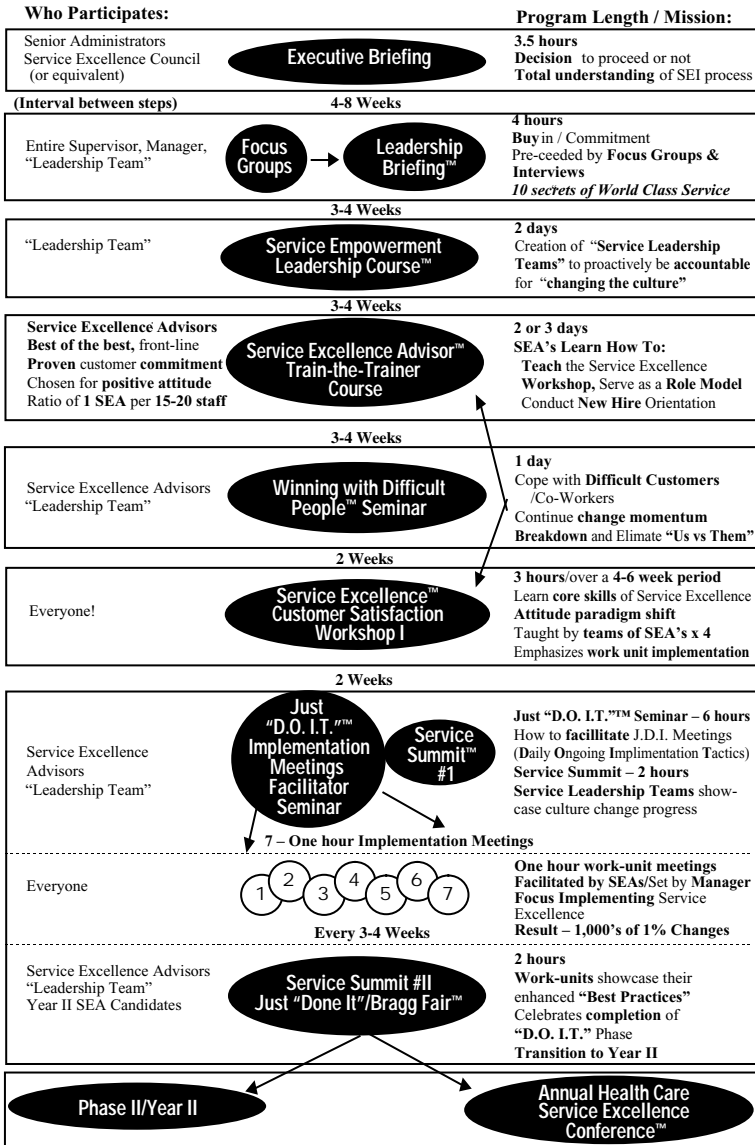 Who Participates:
Program Length / Mission:
Senior Administrators
Service Excellence Council
(or equivalent)
Executive Briefing
3.5 hours
Decision to proceed or not
Total understanding of SEI process
(Interval between steps)
4-8 Weeks
Entire Supervisor, Manager,
“Leadership Team”
Focus
Groups
Leadership
Briefing™
4 hours
Buyin / Commitment
Pre-ceeded by Focus Groups &
Interviews
10 secrets of World Class Service
3-4 Weeks
“Leadership Team”
Service Empowerment
Leadership Course™
2 days
Creation of “Service Leadership
Teams” to proactively be accountable
for “changing the culture”
3-4 Weeks
Service Excellence Advisors
Best of the best, front-line
Proven customer commitment
Chosen for positive attitude
Ratio of 1 SEA per 15-20 staff
Service Excellence Advisor™
Train-the-Trainer
Course
2 or 3 days
SEA's Learn How To:
Teach the Service Excellence
Workshop, Serve as a Role Model
Conduct New Hire Orientation
3-4 Weeks
Service Excellence Advisors
“Leadership Team”
Winning with Difficult
People™ Seminar
1 day
Cope with Difficult Customers
/Co-Workers
Continue change momentum
Breakdown and Elimate “Us vs Them”
2 Weeks
Everyone!
Service Excellence™
Customer Satisfaction
Workshop I
3 hours/over a 4-6 week period
Learn core skills of Service Excellence
Attitude paradigm shift
Taught by teams of SEA's x 4
Emphasizes work unit implementation
2 Weeks
Service Excellence
Advisors
“Leadership Team”
Just
“D.O. I.T.”™
Implementation
Meetings
Facilitator
Seminar
Service
Summit™
#1
Just “D.O. I.T.”™ Seminar – 6 hours
How to facillitate J.D.I. Meetings
(Daily Ongoing Implimentation Tactics)
Service Summit – 2 hours
Service Leadership Teams show-
case culture change progress
7 – One hour Implementation Meetings
Everyone
1 2 3 4 5 6 7
Every 3-4 Weeks
One hour work-unit meetings
Facilitated by SEAs/Set by Manager
Focus Implementing Service
Excellence
Result – 1,000's of 1% Changes
Service Excellence Advisors
“Leadership Team”
Year II SEA Candidates
Service Summit #II
Just “Done It”/Bragg Fair™
2 hours
Work-units showcase their
enhanced “Best Practices”
Celebrates completion of
“D.O. I.T.” Phase
Transition to Year II
Phase II/Year II
Annual Health Care
Service Excellence
Conference™